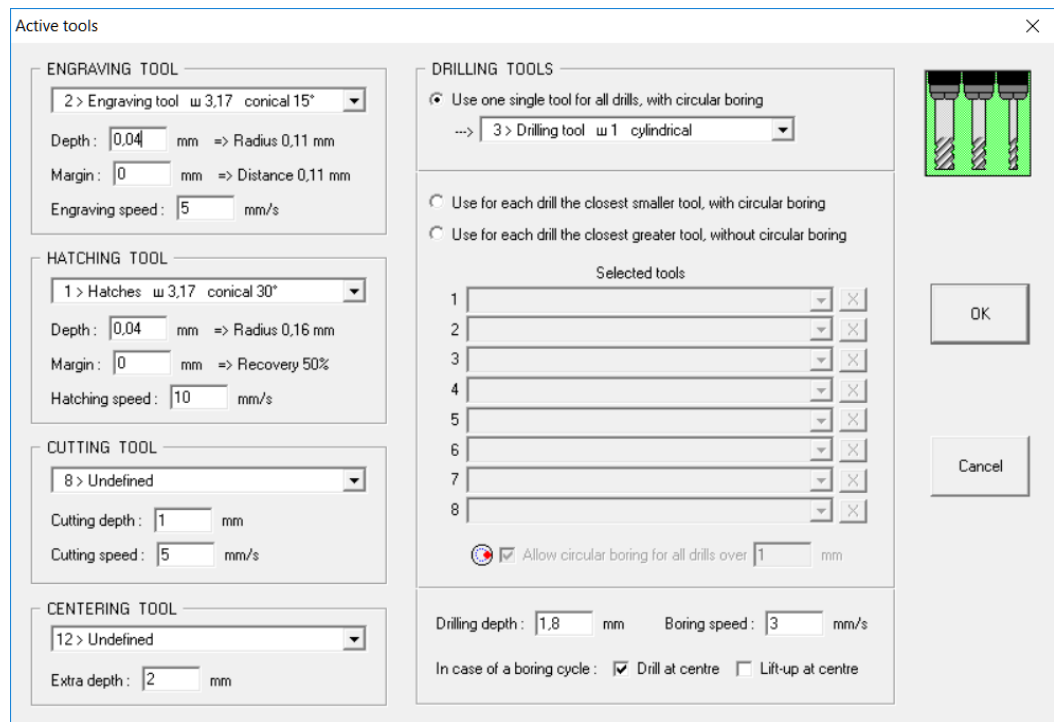 Active tools
ENGRAVING TOOL
2 > Engraving tool ш 3,17 conical 15°
Depth : 0,04 mm => Radius 0,11 mm
Margin : 0 mm => Distance 0,11 mm
Engraving speed : 5 mm/s
HATCHING TOOL
1 > Hatches ш 3,17 conical 30°
Depth : 0,04 mm => Radius 0,16 mm
Margin : 0 mm => Recovery 50%
Hatching speed : 10 mm/s
CUTTING TOOL
8 > Undefined
Cutting depth : 1 mm
Cutting speed : 5 mm/s
CENTERING TOOL
12 > Undefined
Extra depth : 2 mm
DRILLING TOOLS
Use one single tool for all drills, with circular boring
---> 3 > Drilling tool ш 1 cylindrical
Use for each drill the closest smaller tool, with circular boring
Use for each drill the closest greater tool, without circular boring
Selected tools
1 X
2 X
3 X
4 X
5 X
6 X
7 X
8 X
Allow circular boring for all drills over 1 mm
Drilling depth : 1,8 mm Boring speed : 3 mm/s
In case of a boring cycle : Drill at centre Lift-up at centre
OK
Cancel